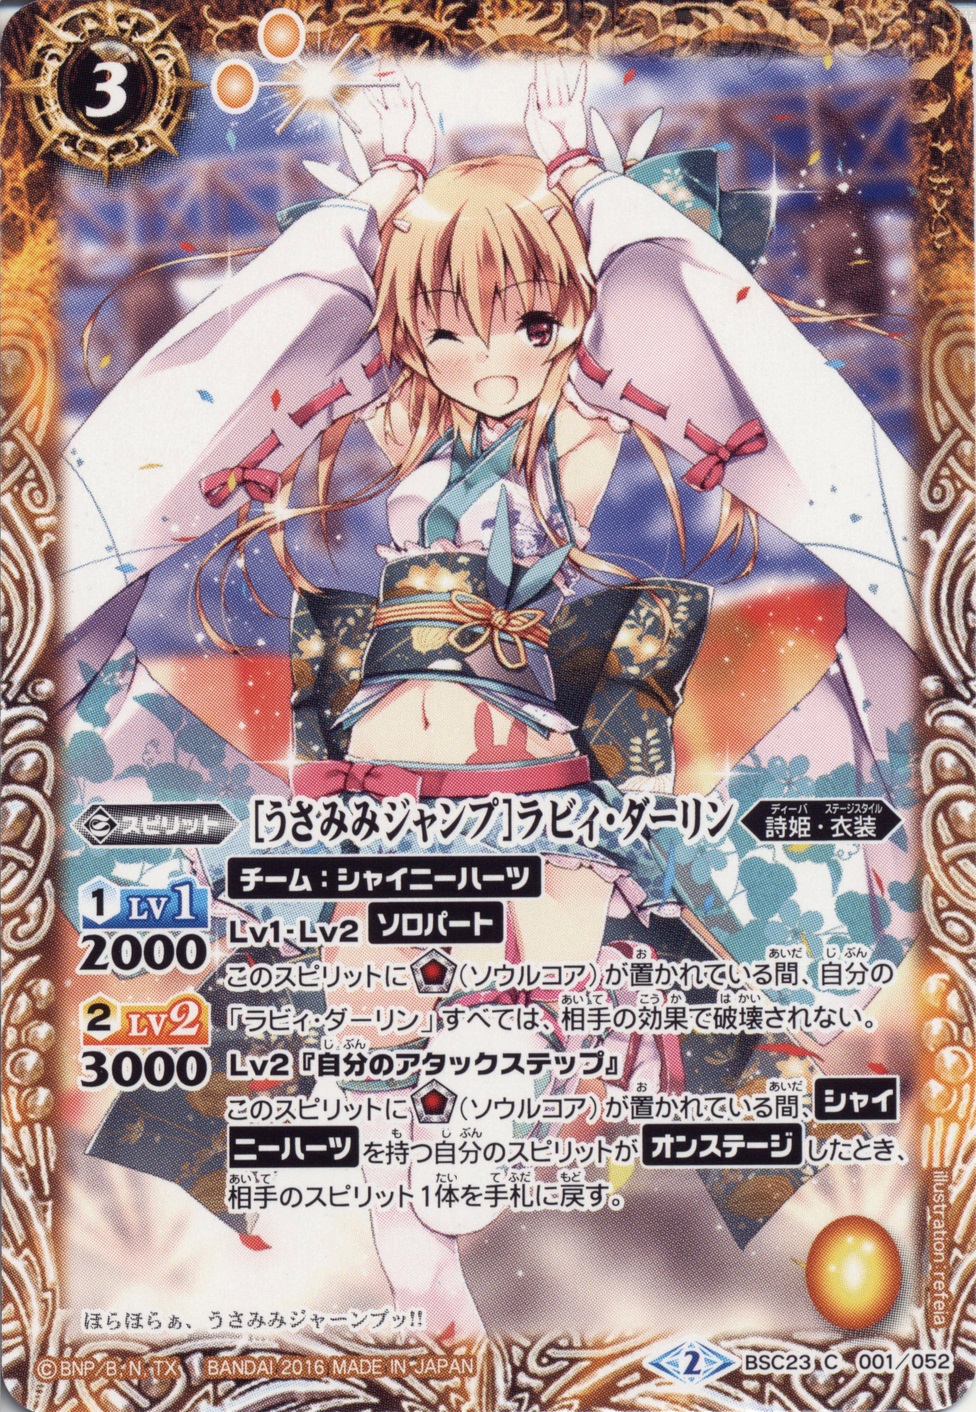 3
スピリット
[うさみみジャンプ]ラビィ・ダーリン
ディーバ ステージスタイル
詩姫・衣装
チーム:シャイニーハーツ
1 LV1
2000
Lv1・Lv2 ソロパート
このスピリットに(ソウルコア)が置かれている間、自分の
「ラビィ・ダーリン」すべては、相手の効果で破壊されない。
2 LV2
3000
Lv2『自分のアタックステップ』
このスピリットに(ソウルコア)が置かれている間、シャイ
ニーハーツを持つ自分のスピリットがオンステージしたとき、
相手のスピリット1体を手札に戻す。
illustration:refeia
ほらほらぁ、うさみみジャーンプッ!!
©BNP/B, N, TX BANDAI 2016 MADE IN JAPAN
2 BSC23 C 001/052